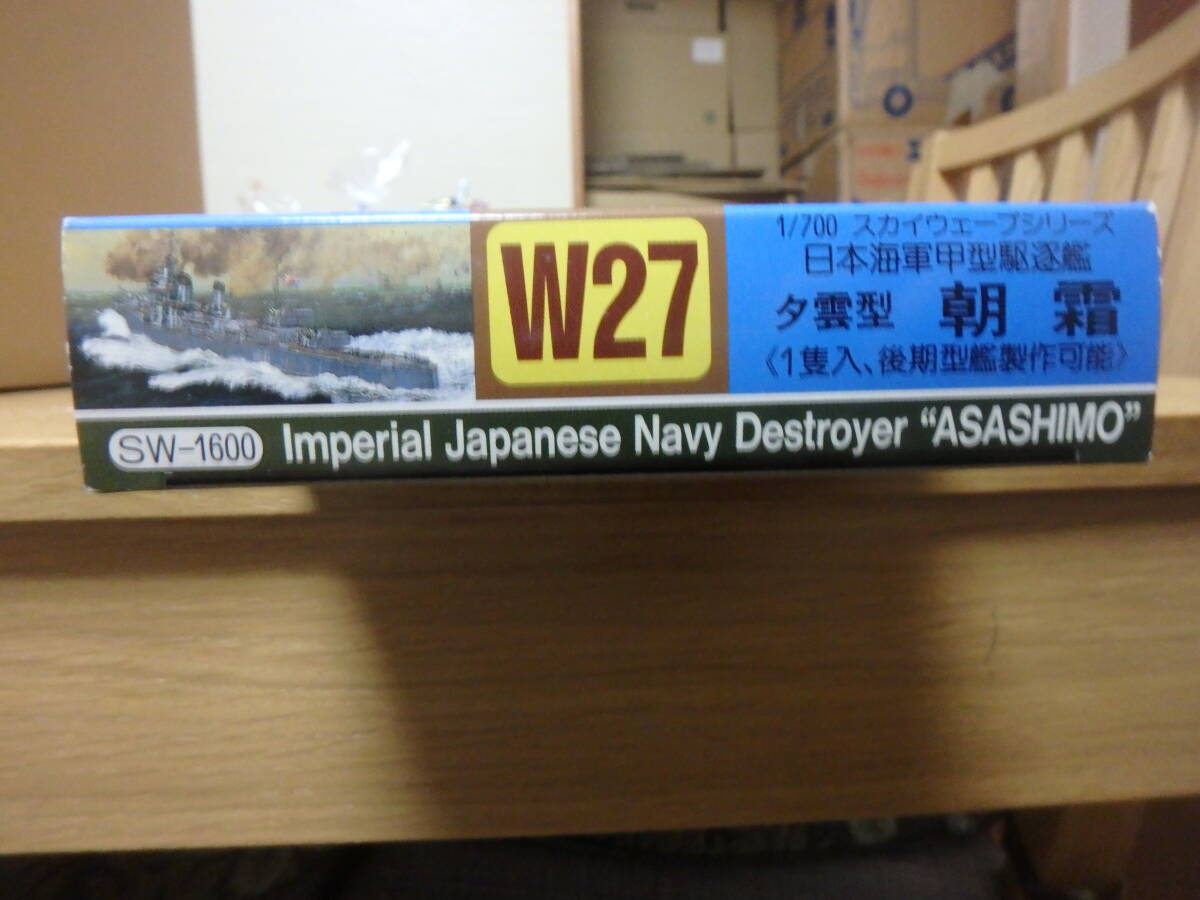 W27
1/700 スカイウェーブシリーズ
日本海軍甲型駆逐艦
夕雲型 朝霜
《1隻入、後期型艦製作可能》
SW-1600 Imperial Japanese Navy Destroyer “ASASHIMO”